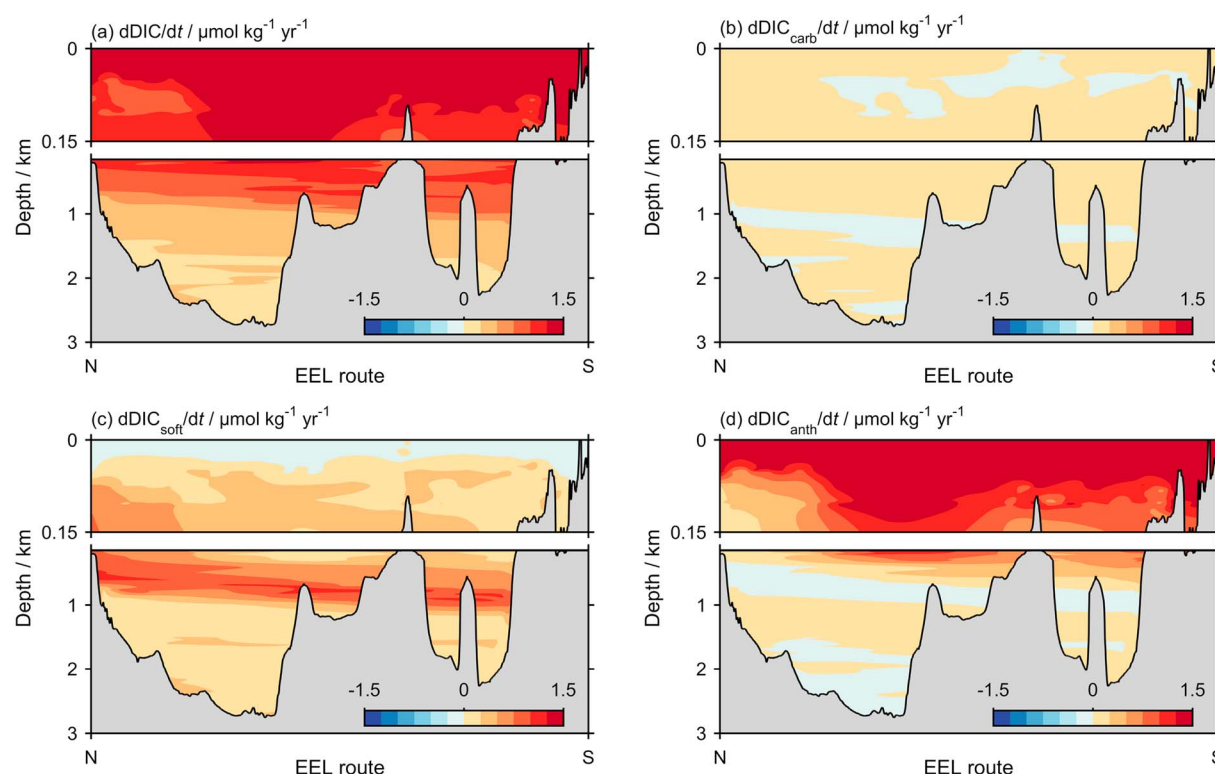 (a) dDIC/dt / µmol kg⁻¹ yr⁻¹
0
0.15
1
2
3
Depth / km
-1.5 0 1.5
N S
EEL route
(b) dDICcarb/dt / µmol kg⁻¹ yr⁻¹
0
0.15
1
2
3
Depth / km
-1.5 0 1.5
N S
EEL route
(c) dDICsoft/dt / µmol kg⁻¹ yr⁻¹
0
0.15
1
2
3
Depth / km
-1.5 0 1.5
N S
EEL route
(d) dDICanth/dt / µmol kg⁻¹ yr⁻¹
0
0.15
1
2
3
Depth / km
-1.5 0 1.5
N S
EEL route